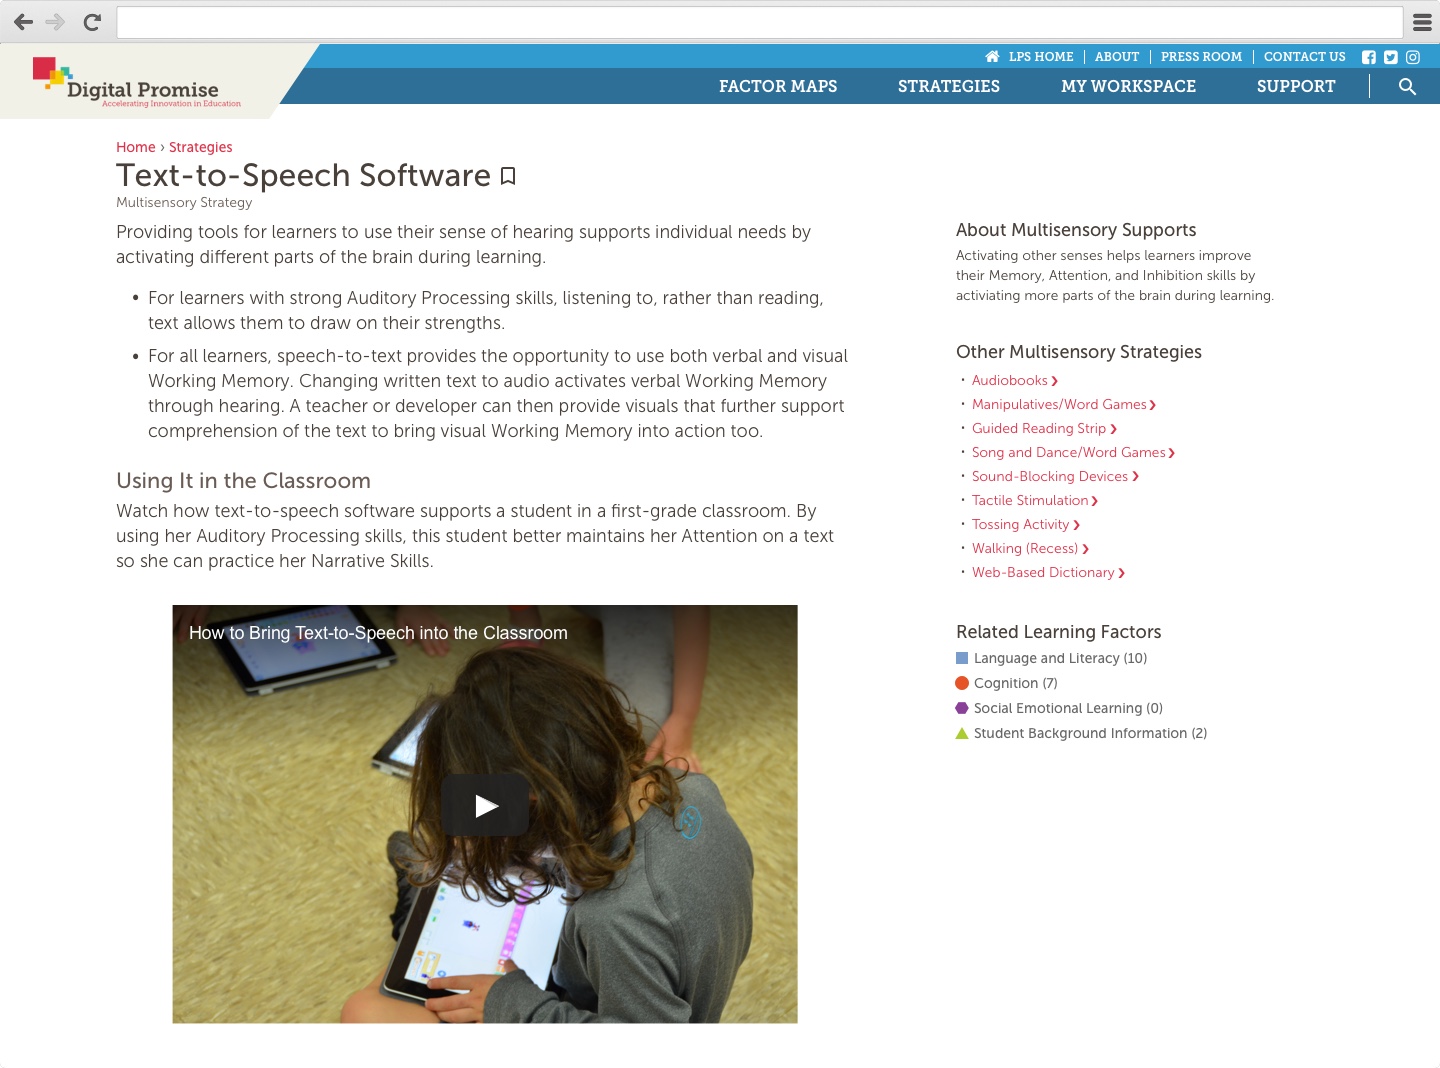 LPS HOME
ABOUT
PRESS ROOM
CONTACT US
Digital Promise
Accelerating Innovation in Education
FACTOR MAPS
STRATEGIES
MY WORKSPACE
SUPPORT
Home › Strategies
Text-to-Speech Software
Multisensory Strategy
Providing tools for learners to use their sense of hearing supports individual needs by
activating different parts of the brain during learning.
• For learners with strong Auditory Processing skills, listening to, rather than reading,
text allows them to draw on their strengths.
• For all learners, speech-to-text provides the opportunity to use both verbal and visual
Working Memory. Changing written text to audio activates verbal Working Memory
through hearing. A teacher or developer can then provide visuals that further support
comprehension of the text to bring visual Working Memory into action too.
Using It in the Classroom
Watch how text-to-speech software supports a student in a first-grade classroom. By
using her Auditory Processing skills, this student better maintains her Attention on a text
so she can practice her Narrative Skills.
How to Bring Text-to-Speech into the Classroom
About Multisensory Supports
Activating other senses helps learners improve
their Memory, Attention, and Inhibition skills by
activiating more parts of the brain during learning.
Other Multisensory Strategies
• Audiobooks ❯
• Manipulatives/Word Games ❯
• Guided Reading Strip ❯
• Song and Dance/Word Games ❯
• Sound-Blocking Devices ❯
• Tactile Stimulation ❯
• Tossing Activity ❯
• Walking (Recess) ❯
• Web-Based Dictionary ❯
Related Learning Factors
Language and Literacy (10)
Cognition (7)
Social Emotional Learning (0)
Student Background Information (2)